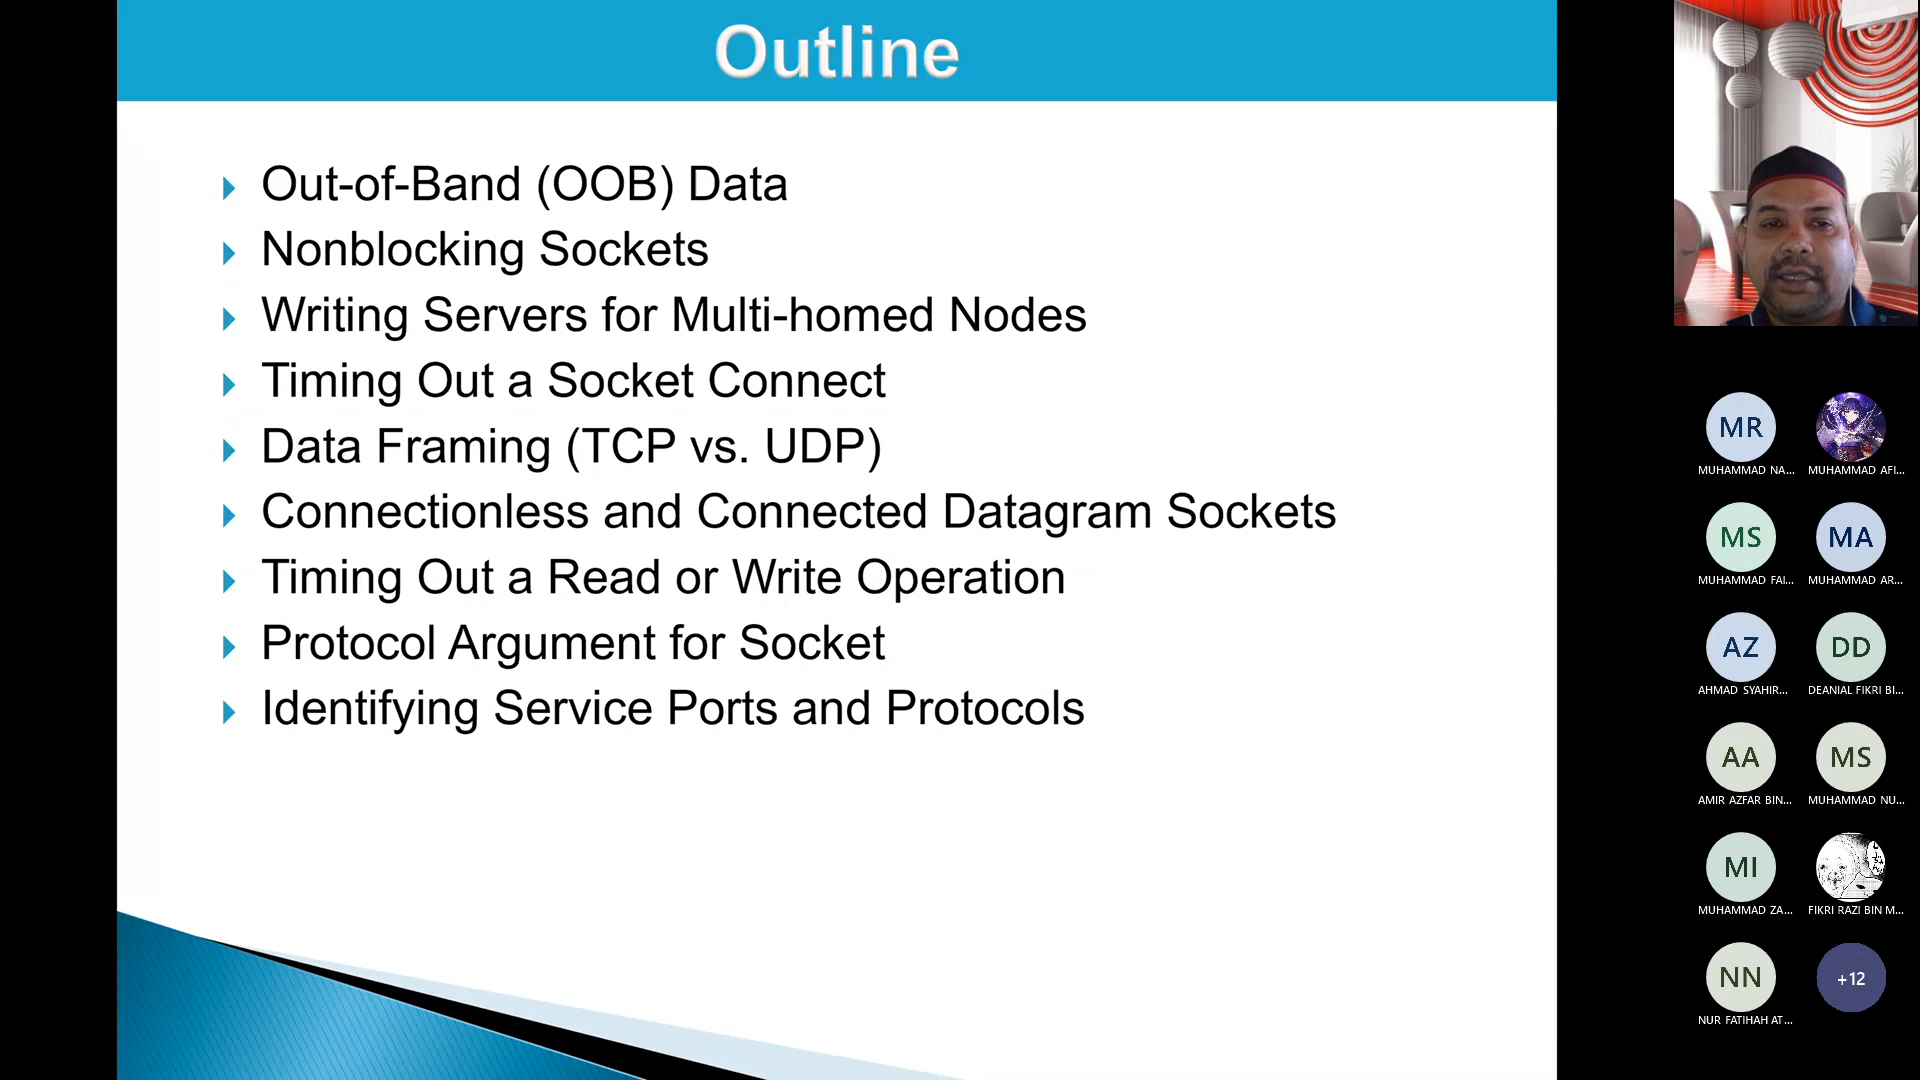 Outline
Out-of-Band (OOB) Data
Nonblocking Sockets
Writing Servers for Multi-homed Nodes
Timing Out a Socket Connect
Data Framing (TCP vs. UDP)
Connectionless and Connected Datagram Sockets
Timing Out a Read or Write Operation
Protocol Argument for Socket
Identifying Service Ports and Protocols
MR
MUHAMMAD NA...
MUHAMMAD AFI...
MS
MUHAMMAD FAI...
MA
MUHAMMAD AR...
AZ
AHMAD SYAHIR...
DD
DEANIAL FIKRI BI...
AA
AMIR AZFAR BIN...
MS
MUHAMMAD NU...
MI
MUHAMMAD ZA...
FIKRI RAZI BIN M...
NN
NUR FATIHAH AT...
+12